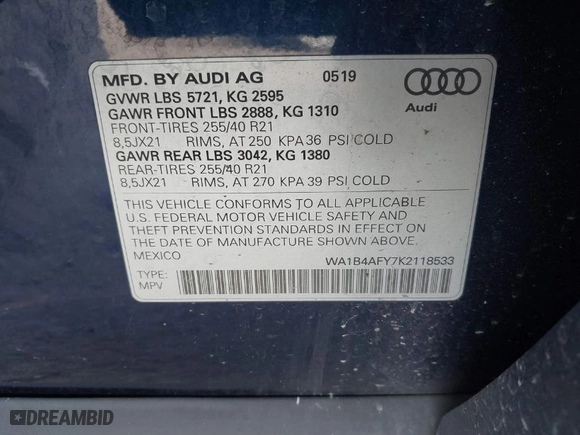 MFD. BY AUDI AG 0519
GVWR LBS 5721, KG 2595
GAWR FRONT LBS 2888, KG 1310
FRONT-TIRES 255/40 R21
8,5JX21 RIMS, AT 250 KPA 36 PSI COLD
GAWR REAR LBS 3042, KG 1380
REAR-TIRES 255/40 R21
8,5JX21 RIMS, AT 270 KPA 39 PSI COLD
Audi
THIS VEHICLE CONFORMS TO ALL APPLICABLE
U.S. FEDERAL MOTOR VEHICLE SAFETY AND
THEFT PREVENTION STANDARDS IN EFFECT
ON THE DATE OF MANUFACTURE SHOWN ABOVE.
MEXICO WA1B4AFY7K2118533
TYPE:
MPV
DREAMBID